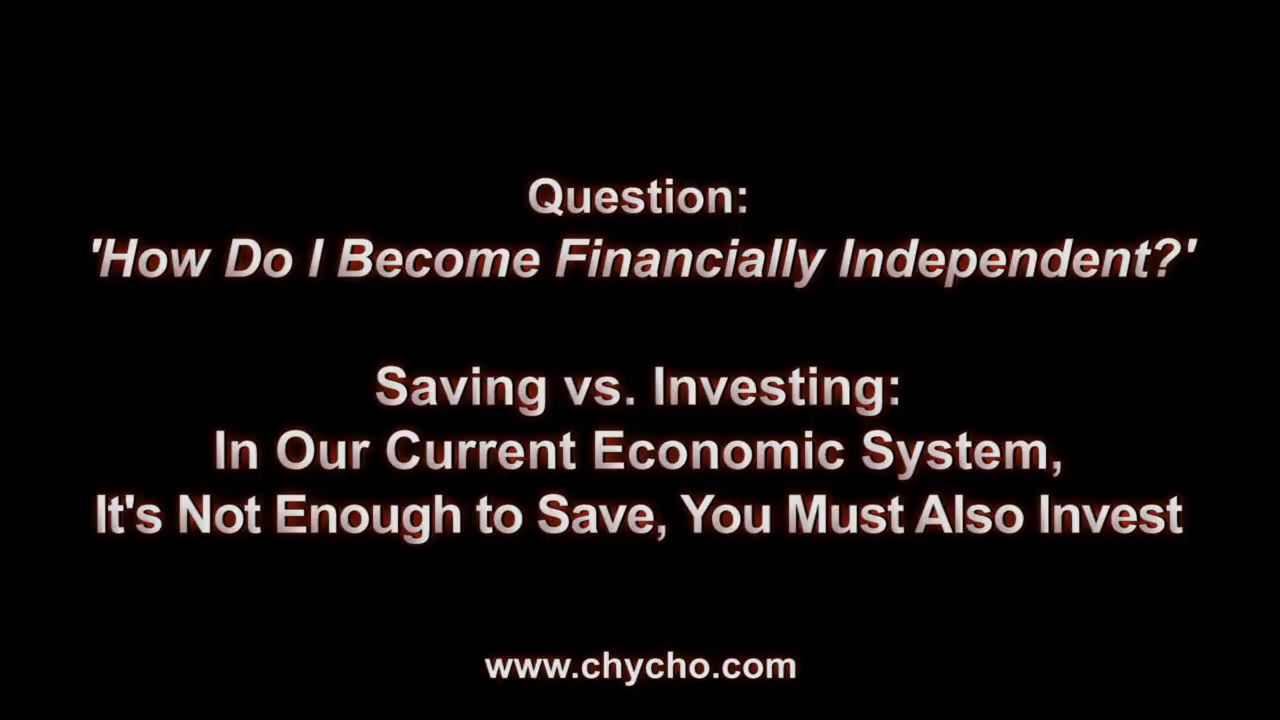 Question:
'How Do I Become Financially Independent?'
Saving vs. Investing:
In Our Current Economic System,
It's Not Enough to Save, You Must Also Invest
www.chycho.com